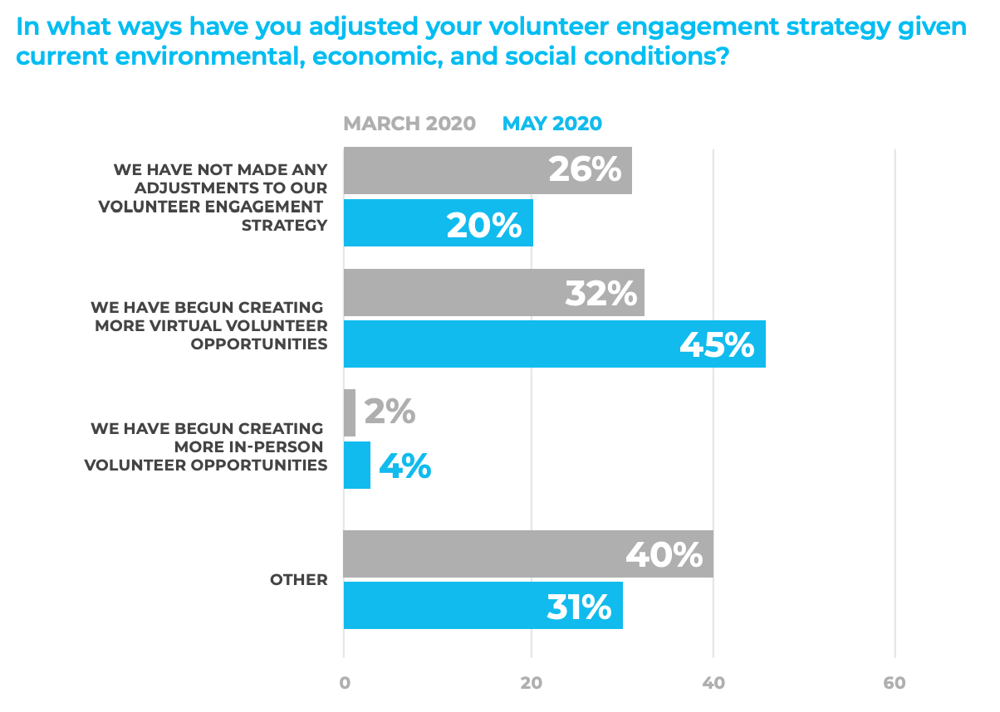 In what ways have you adjusted your volunteer engagement strategy given
current environmental, economic, and social conditions?
MARCH 2020 MAY 2020
WE HAVE NOT MADE ANY
ADJUSTMENTS TO OUR
VOLUNTEER ENGAGEMENT
STRATEGY
26%
20%
WE HAVE BEGUN CREATING
MORE VIRTUAL VOLUNTEER
OPPORTUNITIES
32%
45%
WE HAVE BEGUN CREATING
MORE IN-PERSON
VOLUNTEER OPPORTUNITIES
2%
4%
OTHER
40%
31%
0 20 40 60